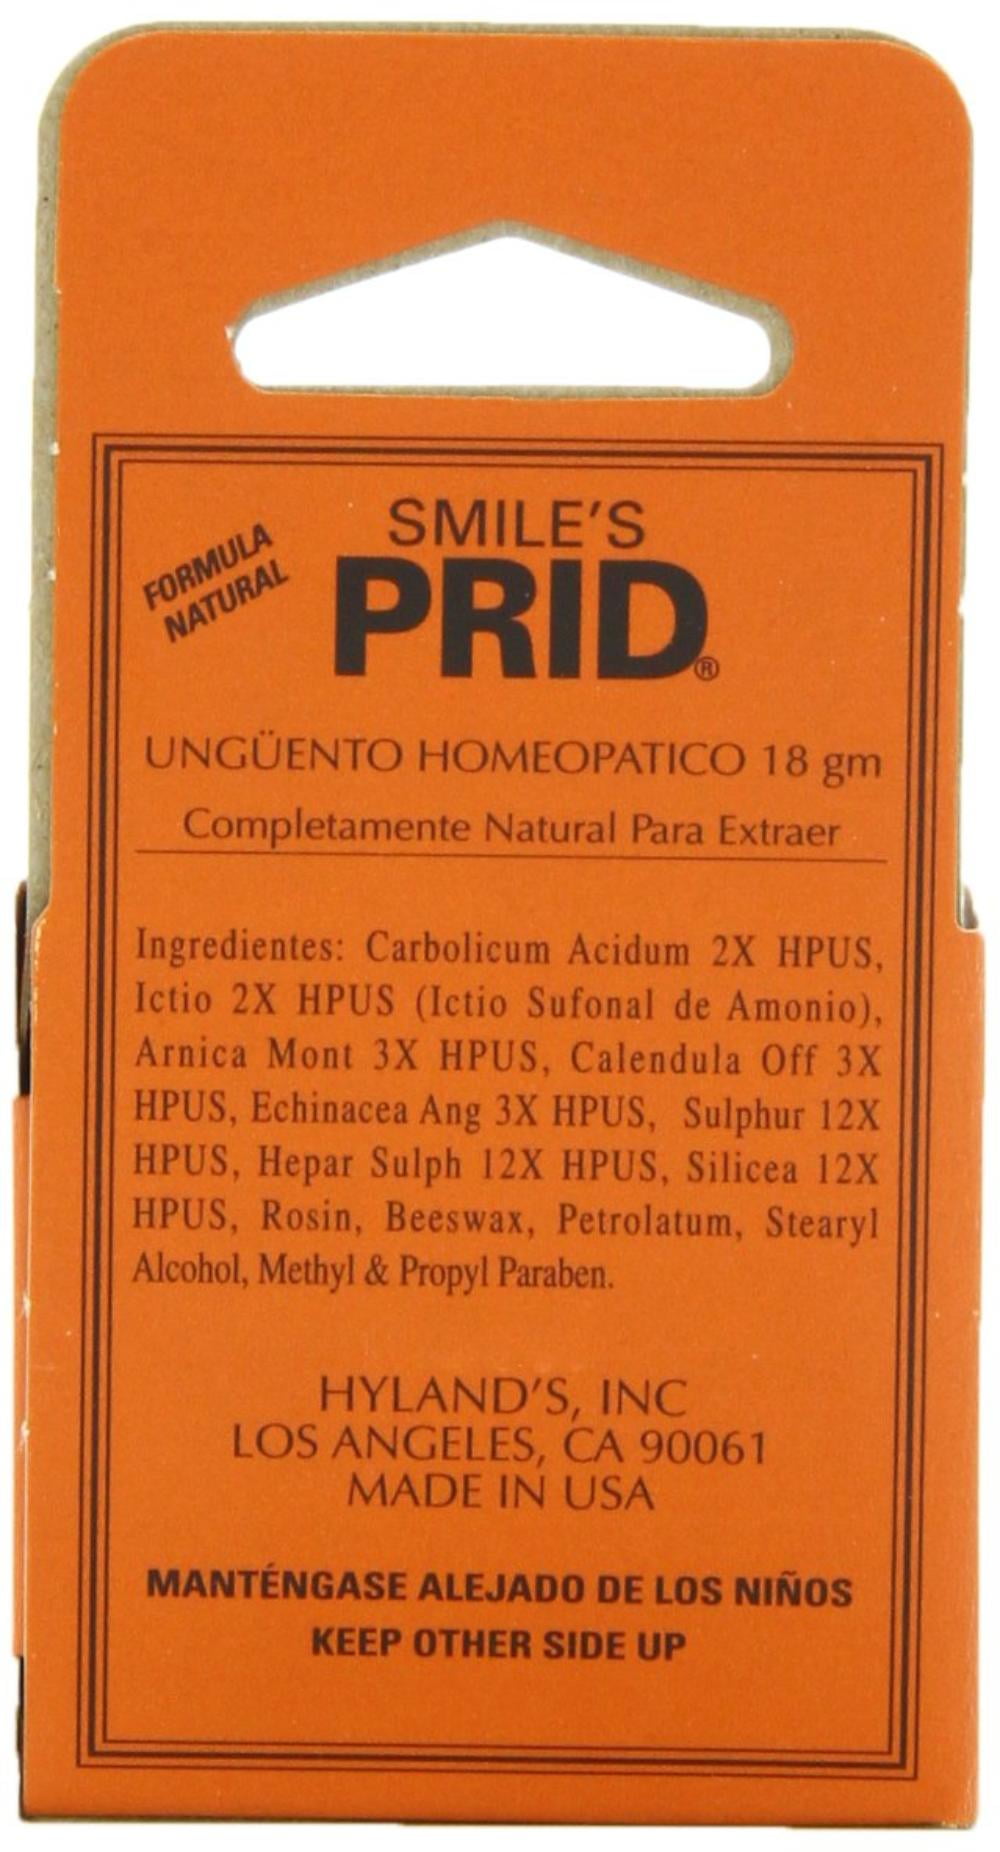 FORMULA
NATURAL
SMILE'S
PRID®
UNGÜENTO HOMEOPATICO 18 gm
Completamente Natural Para Extraer
Ingredientes: Carbolicum Acidum 2X HPUS,
Ictio 2X HPUS (Ictio Sufonal de Amonio),
Arnica Mont 3X HPUS, Calendula Off 3X
HPUS, Echinacea Ang 3X HPUS, Sulphur 12X
HPUS, Hepar Sulph 12X HPUS, Silicea 12X
HPUS, Rosin, Beeswax, Petrolatum, Stearyl
Alcohol, Methyl & Propyl Paraben.
HYLAND'S, INC
LOS ANGELES, CA 90061
MADE IN USA
MANTÉNGASE ALEJADO DE LOS NIÑOS
KEEP OTHER SIDE UP